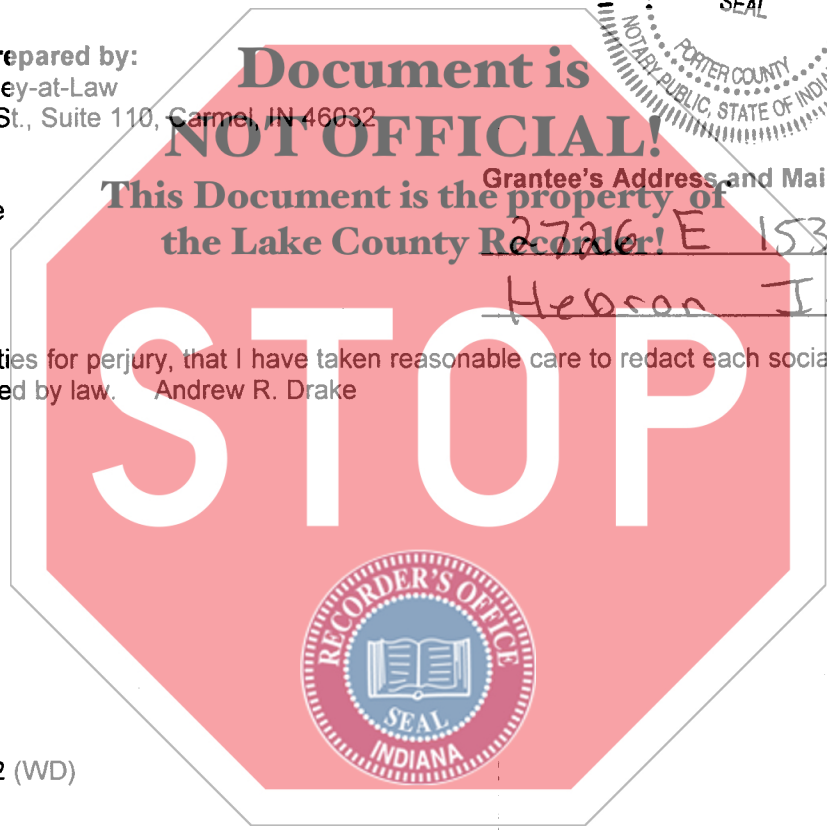 SEAL
NOTARY PUBLIC, STATE OF INDI
PORTER COUNTY
epared by:
ey-at-Law
St., Suite 110, Carmel, IN 46032
Document is
NOT OFFICIAL!
This Document is the property of
the Lake County Recorder!
Grantee's Address and Mai
e
2726 E 153
Hebron I
ties for perjury, that I have taken reasonable care to redact each socia
ed by law. Andrew R. Drake
STOP
RECORDER'S OFFICE
SEAL
INDIANA
2 (WD)